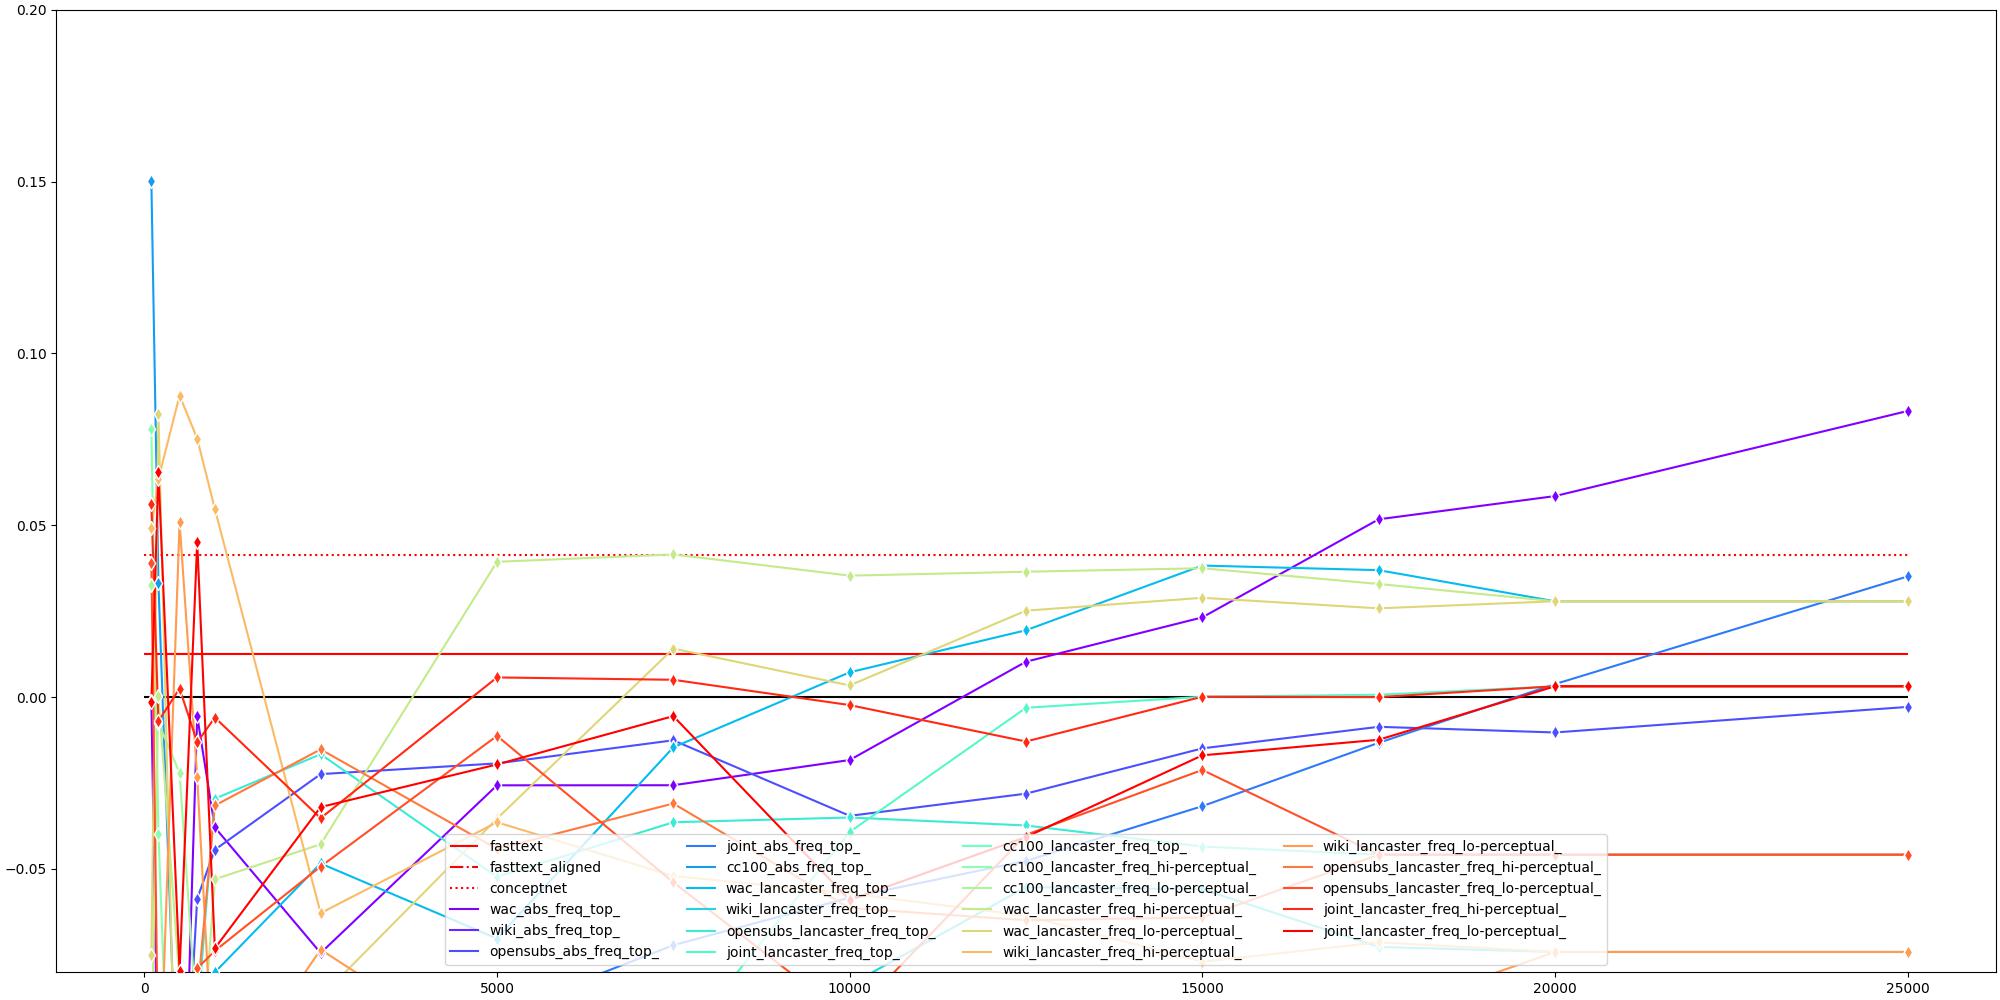 0.20
0.15
0.10
0.05
0.00
−0.05
fasttext
fasttext_aligned
conceptnet
wac_abs_freq_top_
wiki_abs_freq_top_
opensubs_abs_freq_top_
joint_abs_freq_top_
cc100_abs_freq_top_
wac_lancaster_freq_top_
wiki_lancaster_freq_top_
opensubs_lancaster_freq_top_
joint_lancaster_freq_top_
cc100_lancaster_freq_top_
cc100_lancaster_freq_hi-perceptual_
cc100_lancaster_freq_lo-perceptual_
wac_lancaster_freq_hi-perceptual_
wac_lancaster_freq_lo-perceptual_
wiki_lancaster_freq_hi-perceptual_
wiki_lancaster_freq_lo-perceptual_
opensubs_lancaster_freq_hi-perceptual_
opensubs_lancaster_freq_lo-perceptual_
joint_lancaster_freq_hi-perceptual_
joint_lancaster_freq_lo-perceptual_
0 5000 10000 15000 20000 25000